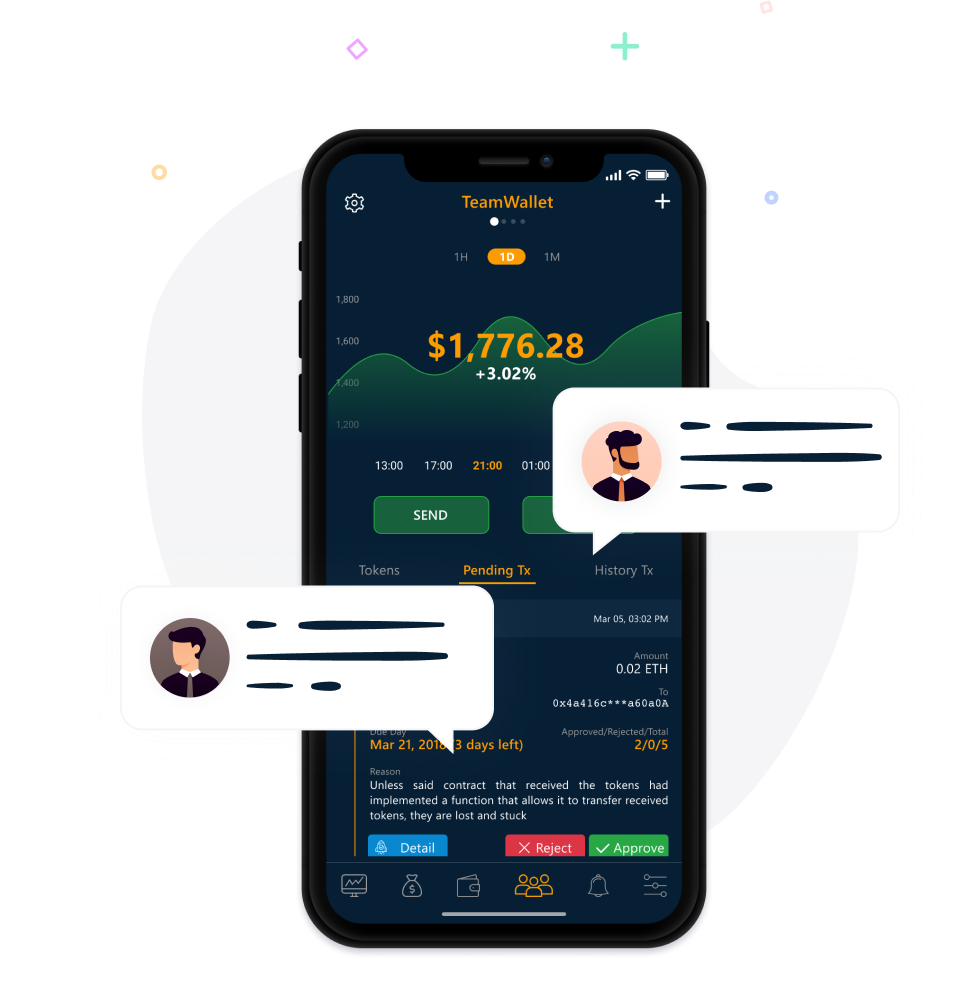 TeamWallet
1H 1D 1M
1,800
1,600
$1,776.28
+3.02%
1,400
1,200
13:00 17:00 21:00 01:00
SEND
Tokens Pending Tx History Tx
Mar 05, 03:02 PM
Amount
0.02 ETH
To
0x4a416c***a60a0A
Due Day Approved/Rejected/Total
Mar 21, 2018 (3 days left) 2/0/5
Reason
Unless said contract that received the tokens had
implemented a function that allows it to transfer received
tokens, they are lost and stuck
Detail Reject Approve